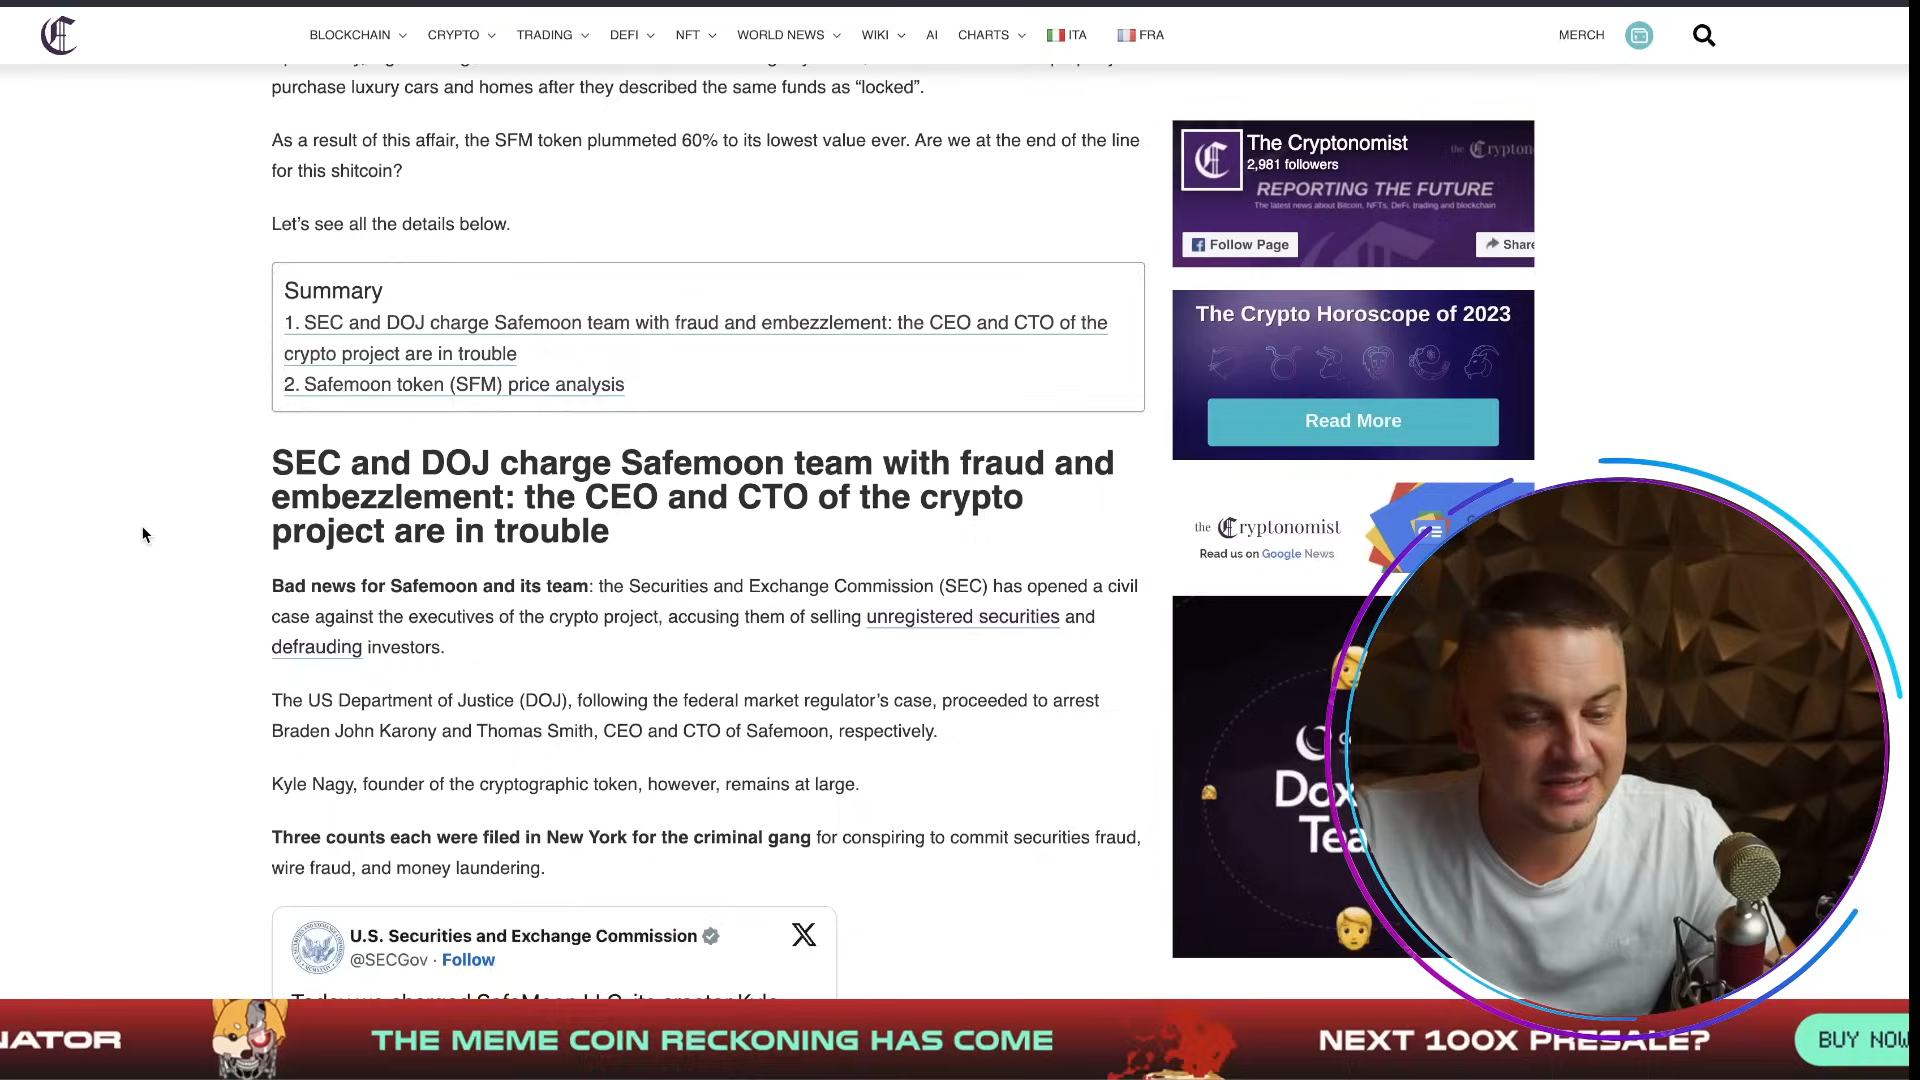 BLOCKCHAIN CRYPTO TRADING DEFI NFT WORLD NEWS WIKI AI CHARTS ITA FRA MERCH
purchase luxury cars and homes after they described the same funds as “locked”.
As a result of this affair, the SFM token plummeted 60% to its lowest value ever. Are we at the end of the line
for this shitcoin?
Let’s see all the details below.
Summary
1. SEC and DOJ charge Safemoon team with fraud and embezzlement: the CEO and CTO of the
crypto project are in trouble
2. Safemoon token (SFM) price analysis
SEC and DOJ charge Safemoon team with fraud and
embezzlement: the CEO and CTO of the crypto
project are in trouble
Bad news for Safemoon and its team: the Securities and Exchange Commission (SEC) has opened a civil
case against the executives of the crypto project, accusing them of selling unregistered securities and
defrauding investors.
The US Department of Justice (DOJ), following the federal market regulator’s case, proceeded to arrest
Braden John Karony and Thomas Smith, CEO and CTO of Safemoon, respectively.
Kyle Nagy, founder of the cryptographic token, however, remains at large.
Three counts each were filed in New York for the criminal gang for conspiring to commit securities fraud,
wire fraud, and money laundering.
U.S. Securities and Exchange Commission
@SECGov · Follow
The Cryptonomist
2,981 followers
the Crypton
REPORTING THE FUTURE
The latest news about Bitcoin, NFTs, DeFi, trading and blockchain
Follow Page
Share
The Crypto Horoscope of 2023
Read More
the Cryptonomist
Read us on Google News
Dox
Tea
NATOR
THE MEME COIN RECKONING HAS COME
NEXT 100X PRESALE?
BUY NOW